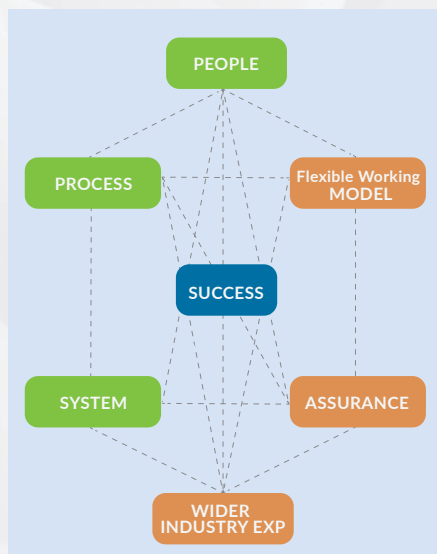 PEOPLE
PROCESS
Flexible Working
MODEL
SUCCESS
SYSTEM
ASSURANCE
WIDER
INDUSTRY EXP